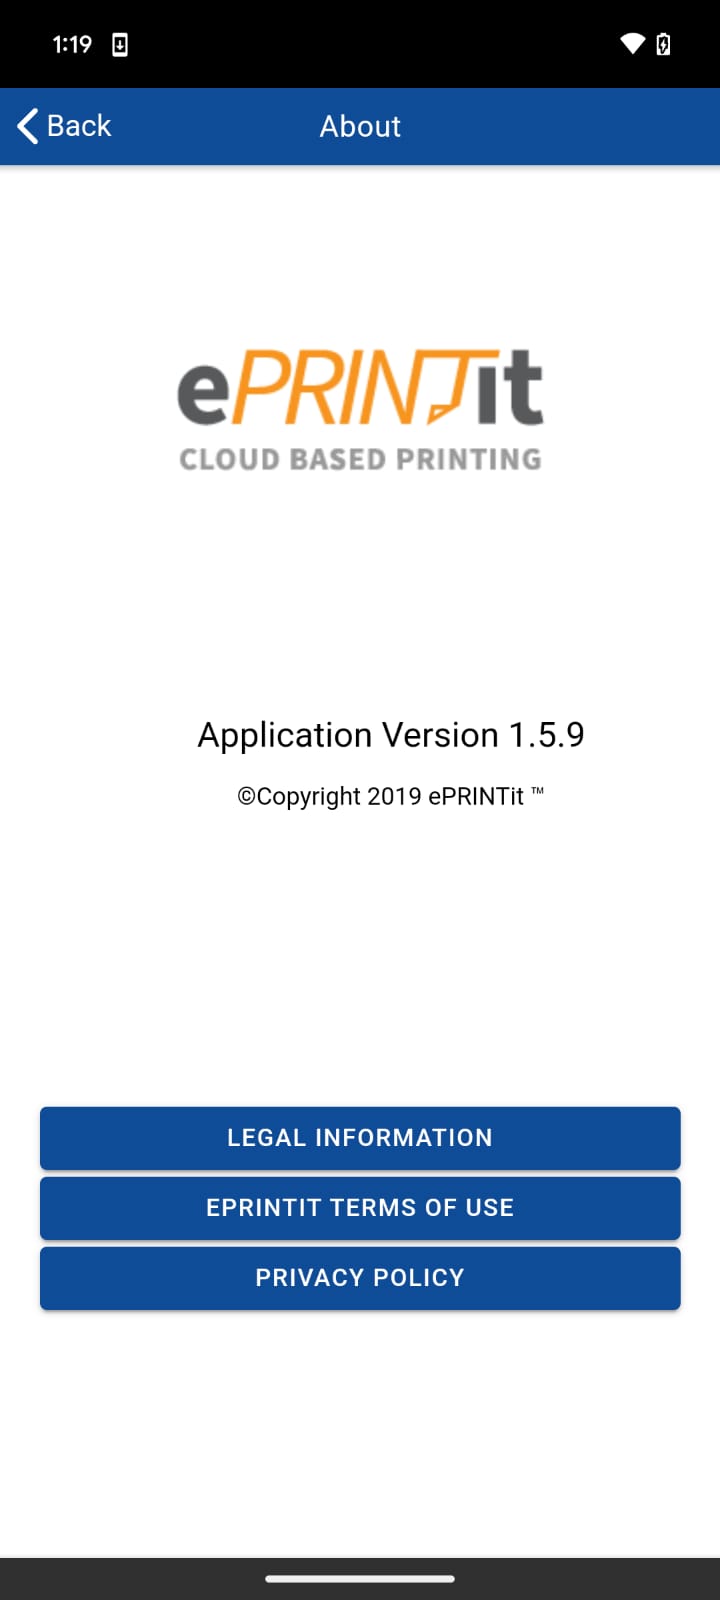 1:19
Back
About
ePRINTit
CLOUD BASED PRINTING
Application Version 1.5.9
©Copyright 2019 ePRINTit ™
LEGAL INFORMATION
EPRINTIT TERMS OF USE
PRIVACY POLICY